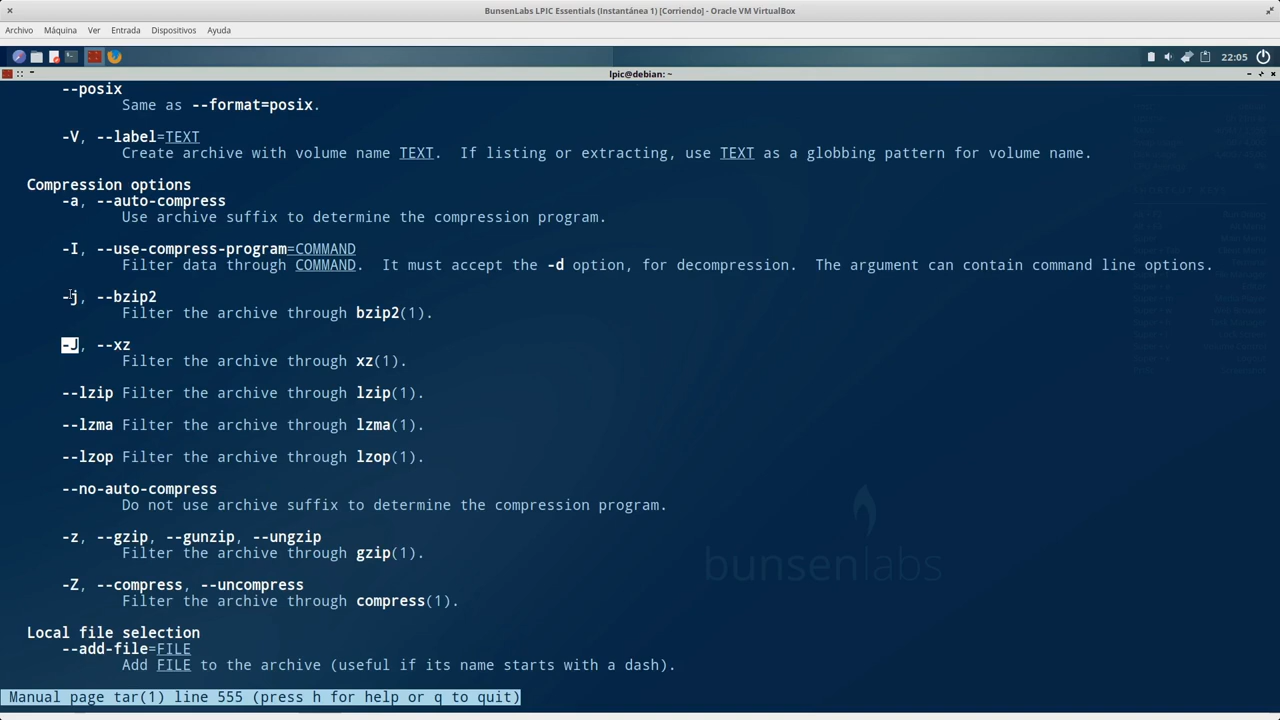 BunsenLabs LPIC Essentials (Instantánea 1) [Corriendo] - Oracle VM VirtualBox
Archivo Máquina Ver Entrada Dispositivos Ayuda
22:05
lpic@debian: ~
--posix
Same as --format=posix.
-V, --label=TEXT
Create archive with volume name TEXT. If listing or extracting, use TEXT as a globbing pattern for volume name.
Compression options
-a, --auto-compress
Use archive suffix to determine the compression program.
-I, --use-compress-program=COMMAND
Filter data through COMMAND. It must accept the -d option, for decompression. The argument can contain command line options.
-j, --bzip2
Filter the archive through bzip2(1).
-J, --xz
Filter the archive through xz(1).
--lzip Filter the archive through lzip(1).
--lzma Filter the archive through lzma(1).
--lzop Filter the archive through lzop(1).
--no-auto-compress
Do not use archive suffix to determine the compression program.
-z, --gzip, --gunzip, --ungzip
Filter the archive through gzip(1).
bunsenlabs
-Z, --compress, --uncompress
Filter the archive through compress(1).
Local file selection
--add-file=FILE
Add FILE to the archive (useful if its name starts with a dash).
Manual page tar(1) line 555 (press h for help or q to quit)